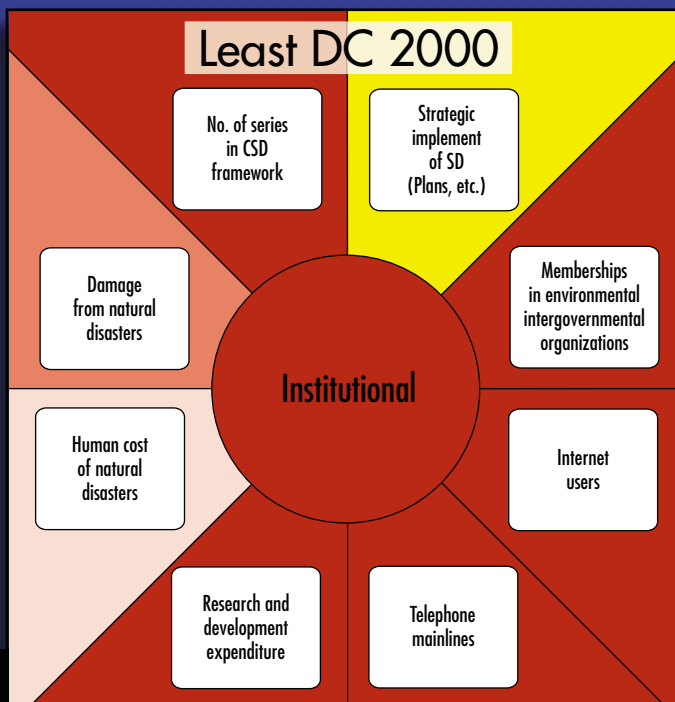 Least DC 2000
No. of series
in CSD
framework
Strategic
implement
of SD
(Plans, etc.)
Damage
from natural
disasters
Memberships
in environmental
intergovernmental
organizations
Institutional
Human cost
of natural
disasters
Internet
users
Research and
development
expenditure
Telephone
mainlines